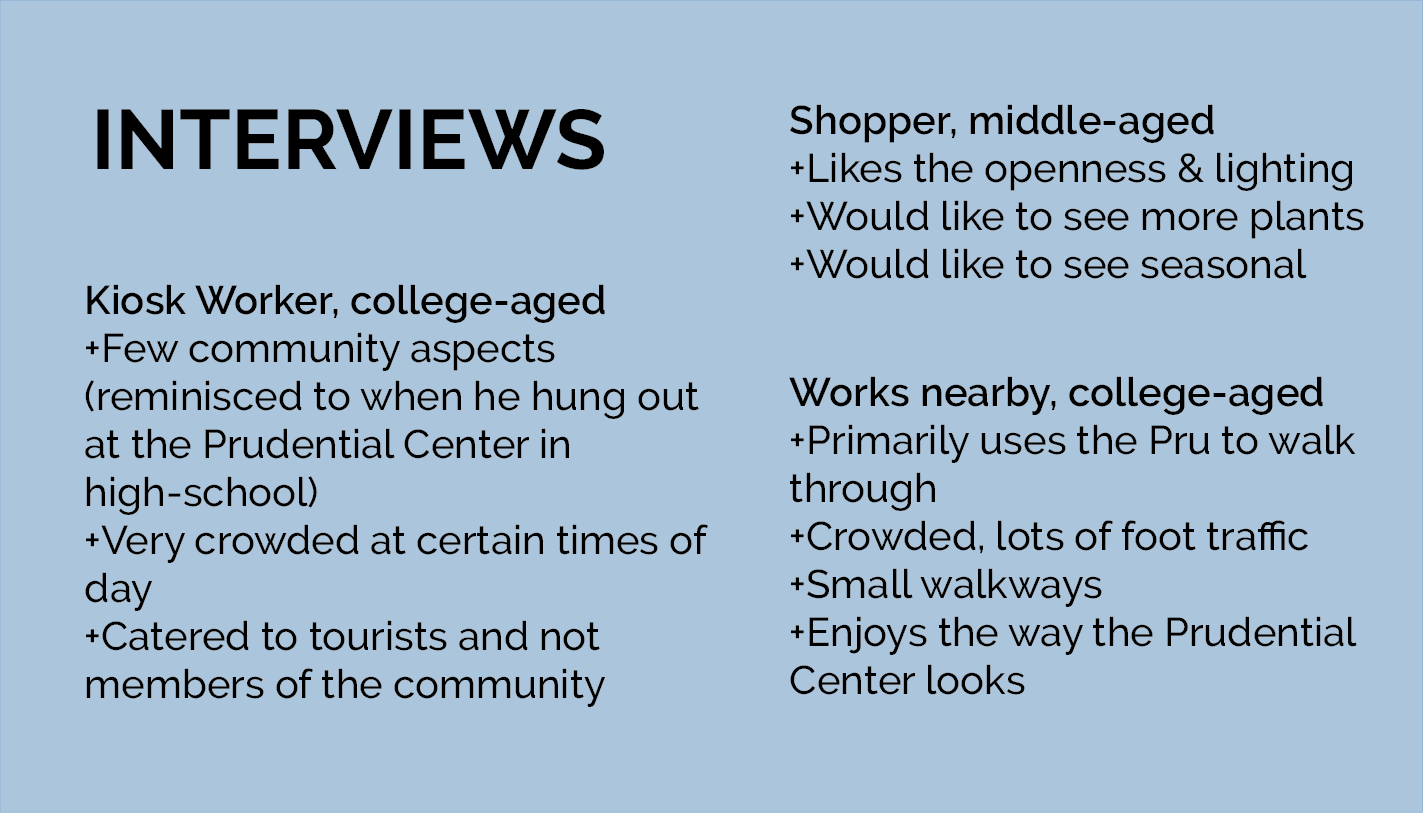 INTERVIEWS
Kiosk Worker, college-aged
+Few community aspects
(reminisced to when he hung out
at the Prudential Center in
high-school)
+Very crowded at certain times of
day
+Catered to tourists and not
members of the community
Shopper, middle-aged
+Likes the openness & lighting
+Would like to see more plants
+Would like to see seasonal
Works nearby, college-aged
+Primarily uses the Pru to walk
through
+Crowded, lots of foot traffic
+Small walkways
+Enjoys the way the Prudential
Center looks